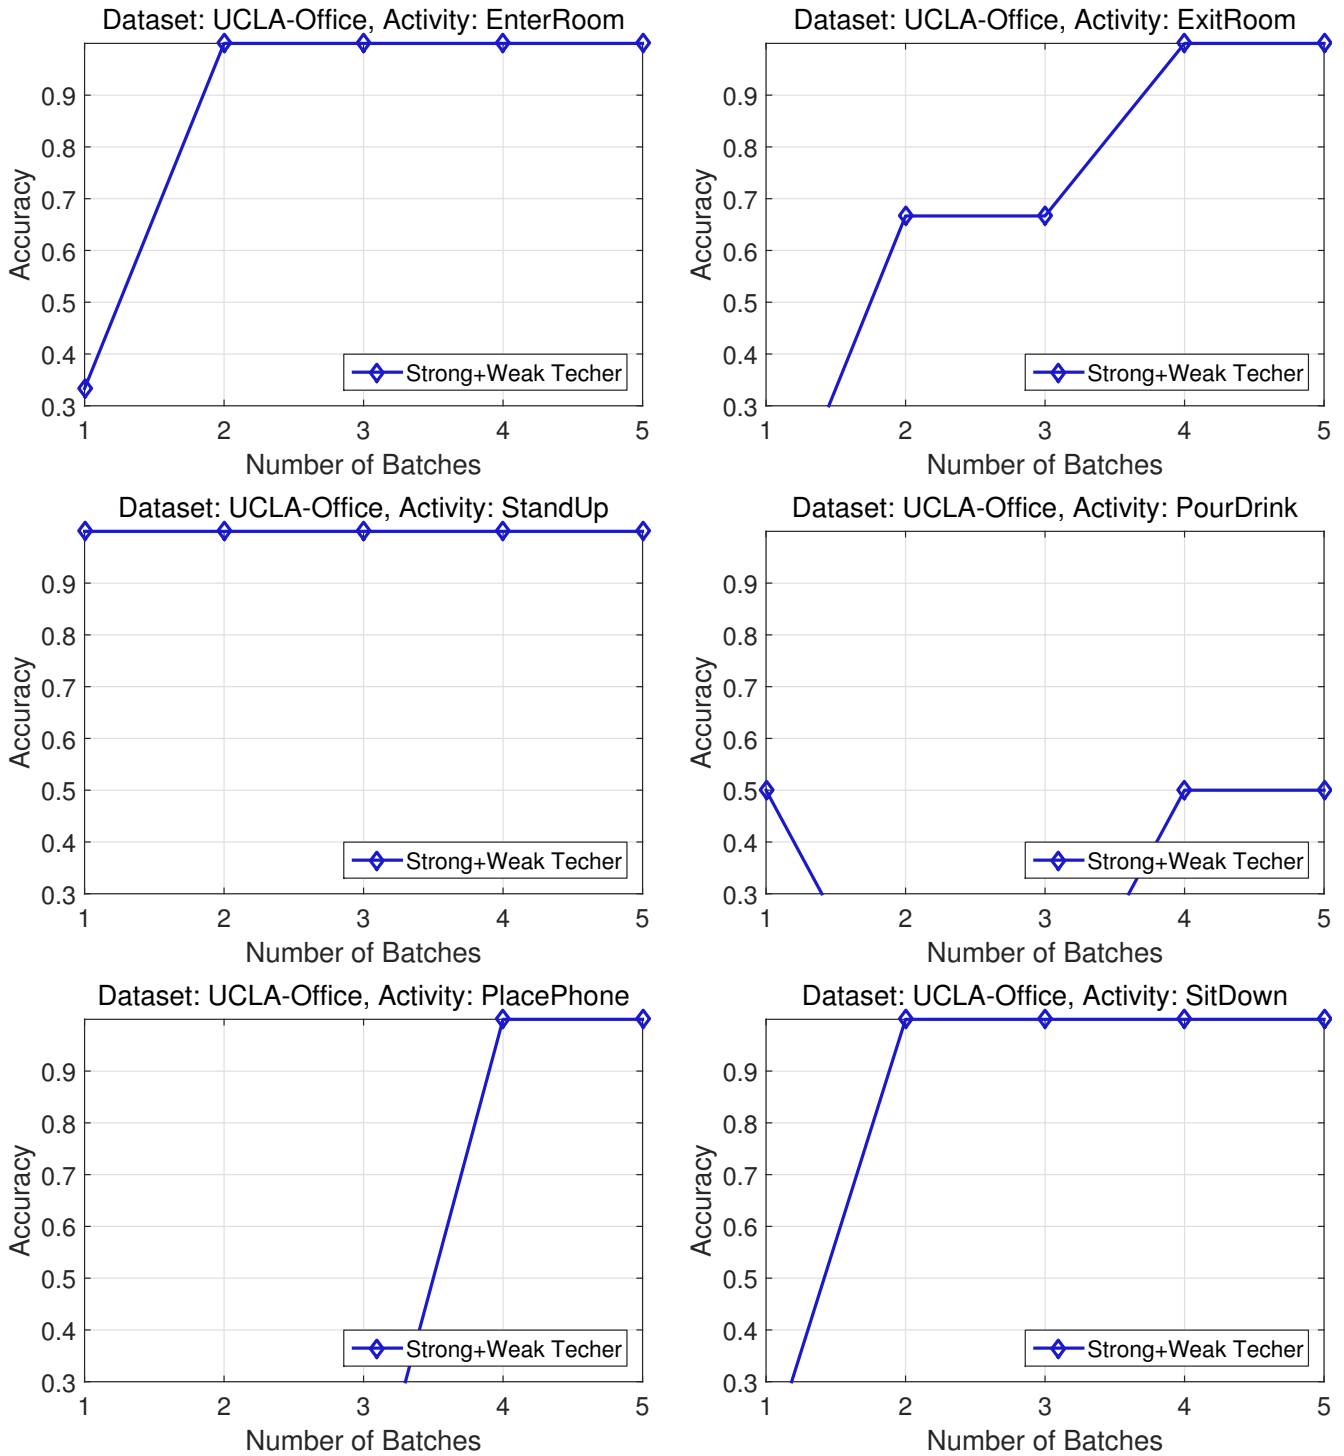 Dataset: UCLA-Office, Activity: EnterRoom
0.9
0.8
0.7
0.6
0.5
0.4
0.3
Accuracy
Strong+Weak Techer
1 2 3 4 5
Number of Batches
Dataset: UCLA-Office, Activity: ExitRoom
0.9
0.8
0.7
0.6
0.5
0.4
0.3
Accuracy
Strong+Weak Techer
1 2 3 4 5
Number of Batches
Dataset: UCLA-Office, Activity: StandUp
0.9
0.8
0.7
0.6
0.5
0.4
0.3
Accuracy
Strong+Weak Techer
1 2 3 4 5
Number of Batches
Dataset: UCLA-Office, Activity: PourDrink
0.9
0.8
0.7
0.6
0.5
0.4
0.3
Accuracy
Strong+Weak Techer
1 2 3 4 5
Number of Batches
Dataset: UCLA-Office, Activity: PlacePhone
0.9
0.8
0.7
0.6
0.5
0.4
0.3
Accuracy
Strong+Weak Techer
1 2 3 4 5
Number of Batches
Dataset: UCLA-Office, Activity: SitDown
0.9
0.8
0.7
0.6
0.5
0.4
0.3
Accuracy
Strong+Weak Techer
1 2 3 4 5
Number of Batches